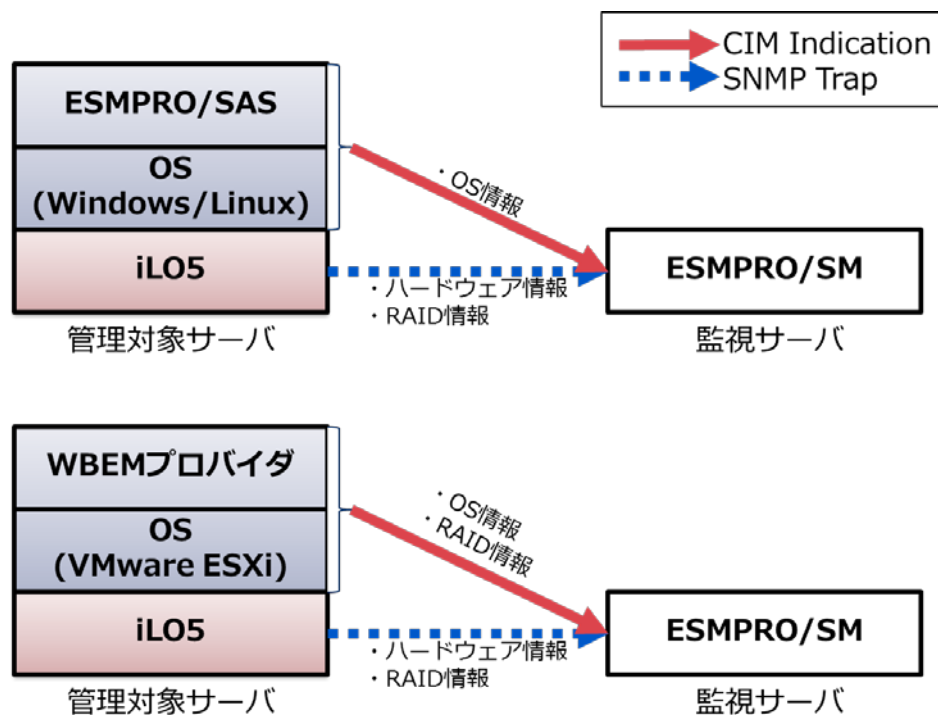 CIM Indication
SNMP Trap
ESMPRO/SAS
OS
(Windows/Linux)
iLO5
管理対象サーバ
・OS情報
・ハードウェア情報
・RAID情報
ESMPRO/SM
監視サーバ
WBEMプロバイダ
OS
(VMware ESXi)
iLO5
管理対象サーバ
・OS情報
・RAID情報
・ハードウェア情報
・RAID情報
ESMPRO/SM
監視サーバ